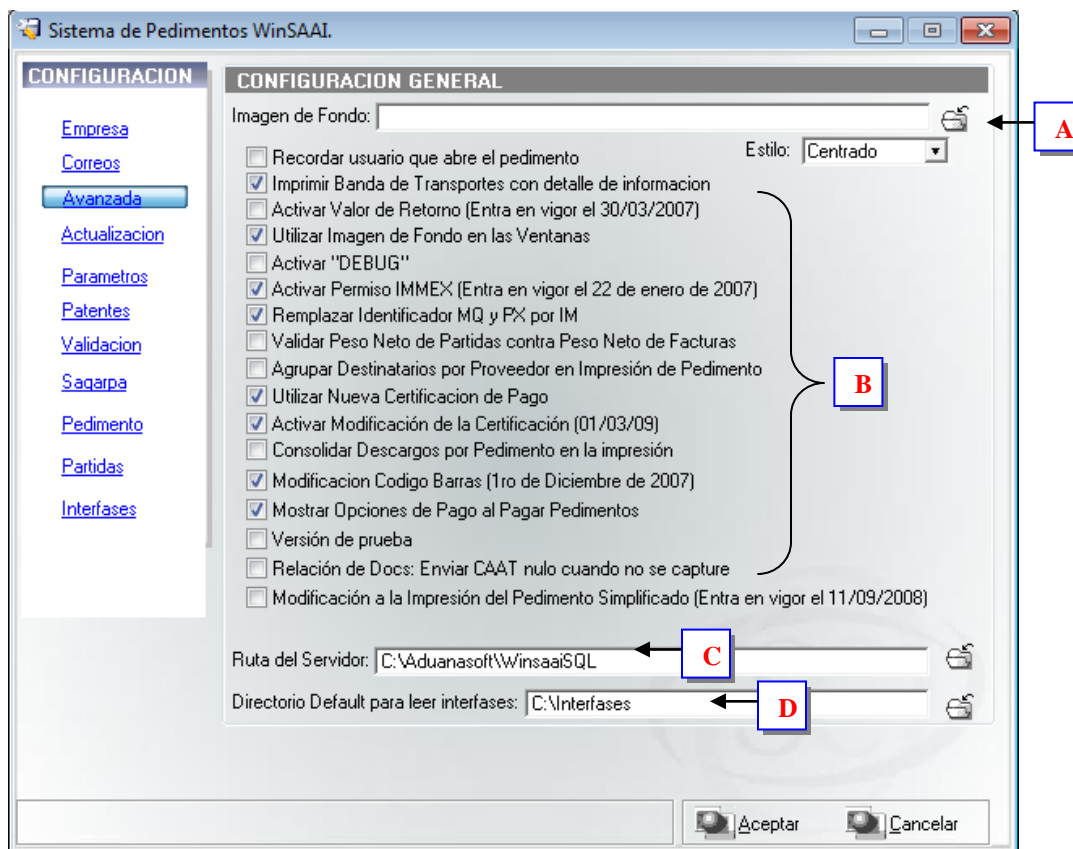 Sistema de Pedimentos WinSAAI.
CONFIGURACION
Empresa
Correos
Avanzada
Actualizacion
Parametros
Patentes
Validacion
Sagarpa
Pedimento
Partidas
Interfases
CONFIGURACION GENERAL
Imagen de Fondo:
A
Estilo: Centrado
Recordar usuario que abre el pedimento
Imprimir Banda de Transportes con detalle de informacion
Activar Valor de Retorno (Entra en vigor el 30/03/2007)
Utilizar Imagen de Fondo en las Ventanas
Activar "DEBUG"
Activar Permiso IMMEX (Entra en vigor el 22 de enero de 2007)
Remplazar Identificador MQ y PX por IM
Validar Peso Neto de Partidas contra Peso Neto de Facturas
Agrupar Destinatarios por Proveedor en Impresión de Pedimento
B
Utilizar Nueva Certificacion de Pago
Activar Modificación de la Certificación (01/03/09)
Consolidar Descargos por Pedimento en la impresión
Modificacion Codigo Barras (1ro de Diciembre de 2007)
Mostrar Opciones de Pago al Pagar Pedimentos
Versión de prueba
Relación de Docs: Enviar CAAT nulo cuando no se capture
Modificación a la Impresión del Pedimento Simplificado (Entra en vigor el 11/09/2008)
Ruta del Servidor: C:\Aduanasoft\WinsaaiSQL
C
Directorio Default para leer interfases: C:\Interfases
D
Aceptar
Cancelar